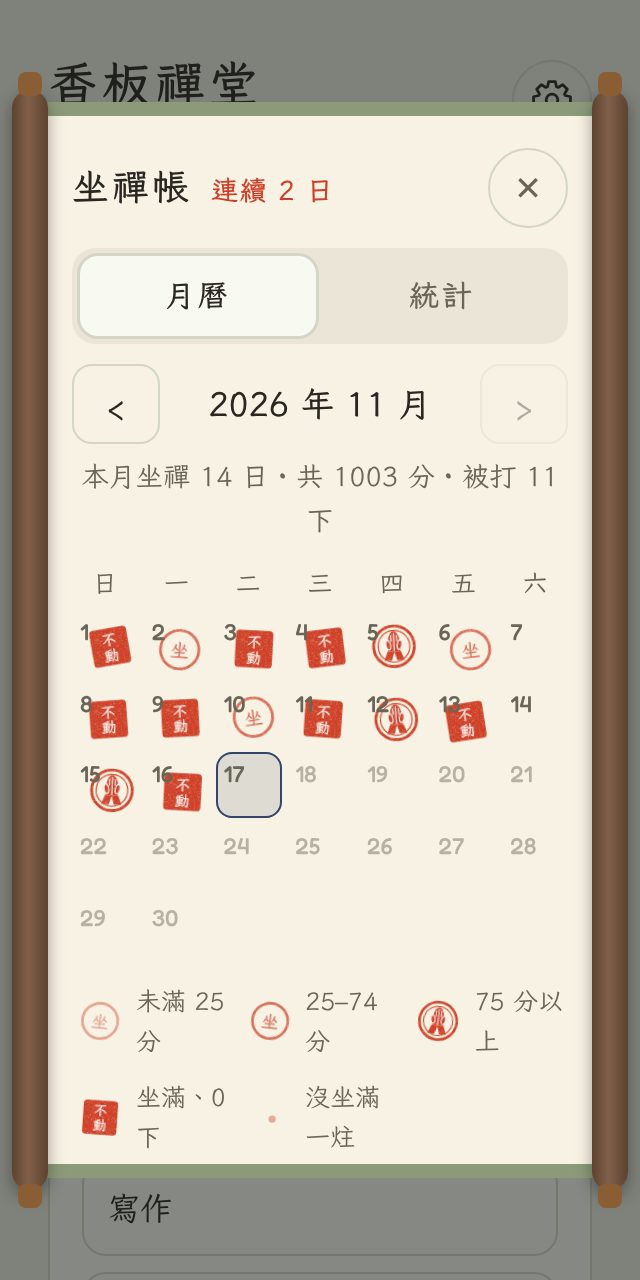 香板禪堂
坐禪帳 連續 2 日 ×
月曆 統計
< 2026 年 11 月 >
本月坐禪 14 日・共 1003 分・被打 11
下
日 一 二 三 四 五 六
1 不動 2 坐 3 不動 4 不動 5 6 坐 7
8 不動 9 不動 10 坐 11 不動 12 13 不動 14
15 16 不動 17 18 19 20 21
22 23 24 25 26 27 28
29 30
坐 未滿 25 分 坐 25–74 分 75 分以上
不動 坐滿、0 下 沒坐滿一炷
寫作